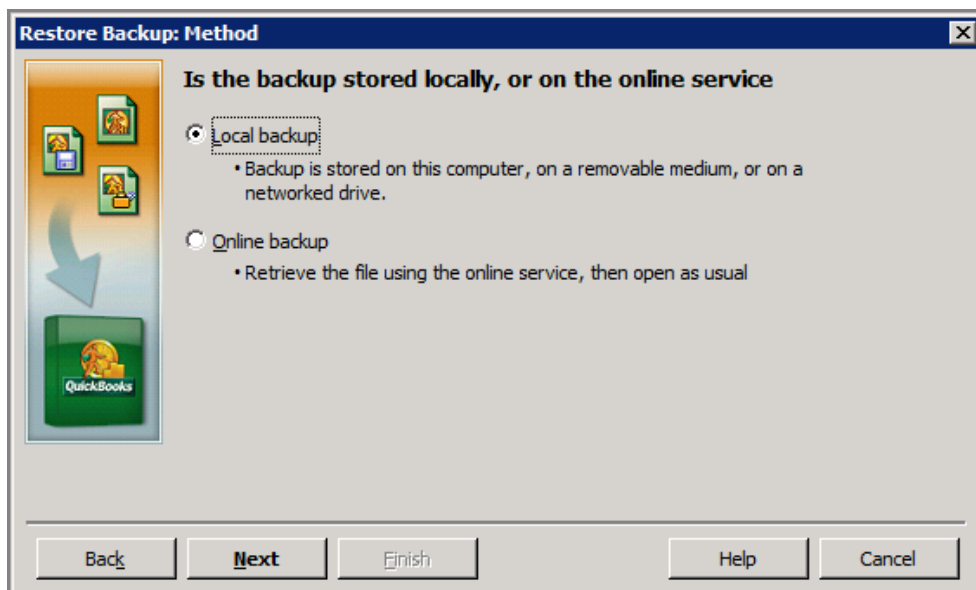 Restore Backup: Method
Is the backup stored locally, or on the online service
Local backup
• Backup is stored on this computer, on a removable medium, or on a
networked drive.
Online backup
• Retrieve the file using the online service, then open as usual
QuickBooks
Back
Next
Finish
Help
Cancel